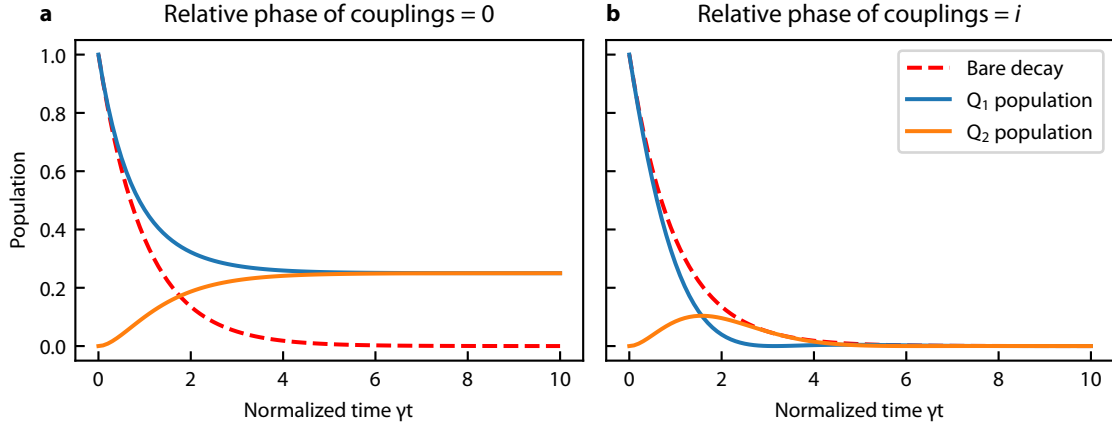 a Relative phase of couplings = 0
b Relative phase of couplings = i
Population
1.0
0.8
0.6
0.4
0.2
0.0
0 2 4 6 8 10
Normalized time γt
Bare decay
Q₁ population
Q₂ population
0 2 4 6 8 10
Normalized time γt